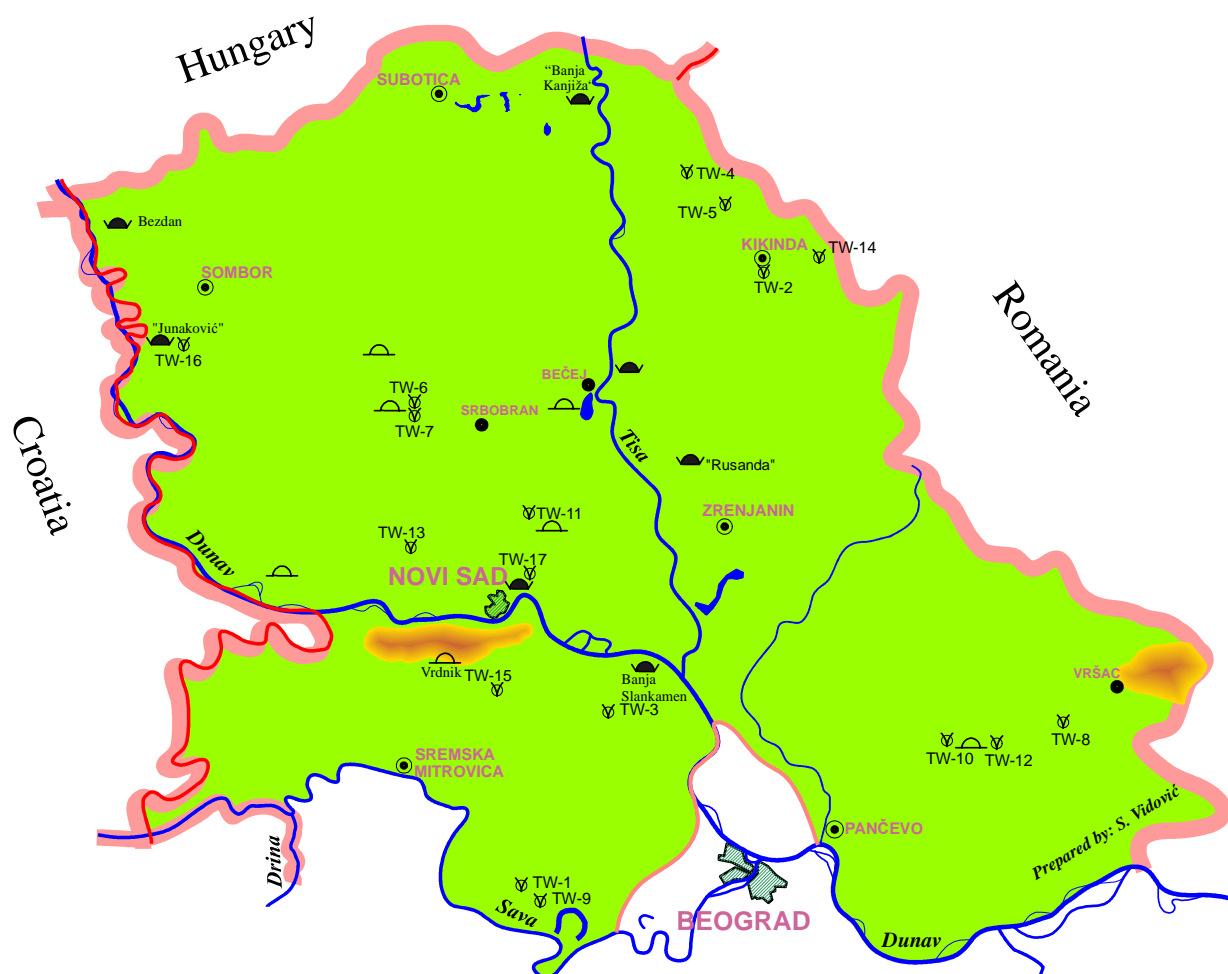 Hungary
SUBOTICA
“Banja
Kanjiža‘
TW-4
TW-5
Bezdan
KIKINDA
TW-14
SOMBOR
TW-2
Romania
"Junaković"
TW-16
BEČEJ
TW-6
SRBOBRAN
TW-7
Croatia
Tisa
"Rusanda"
ZRENJANIN
TW-11
TW-13
Dunav
TW-17
NOVI SAD
Vrdnik
TW-15
Banja
Slankamen
VRŠAC
TW-3
TW-8
TW-10
TW-12
SREMSKA
MITROVICA
PANČEVO
Prepared by: S. Vidović
Drina
TW-1
TW-9
Sava
BEOGRAD
Dunav